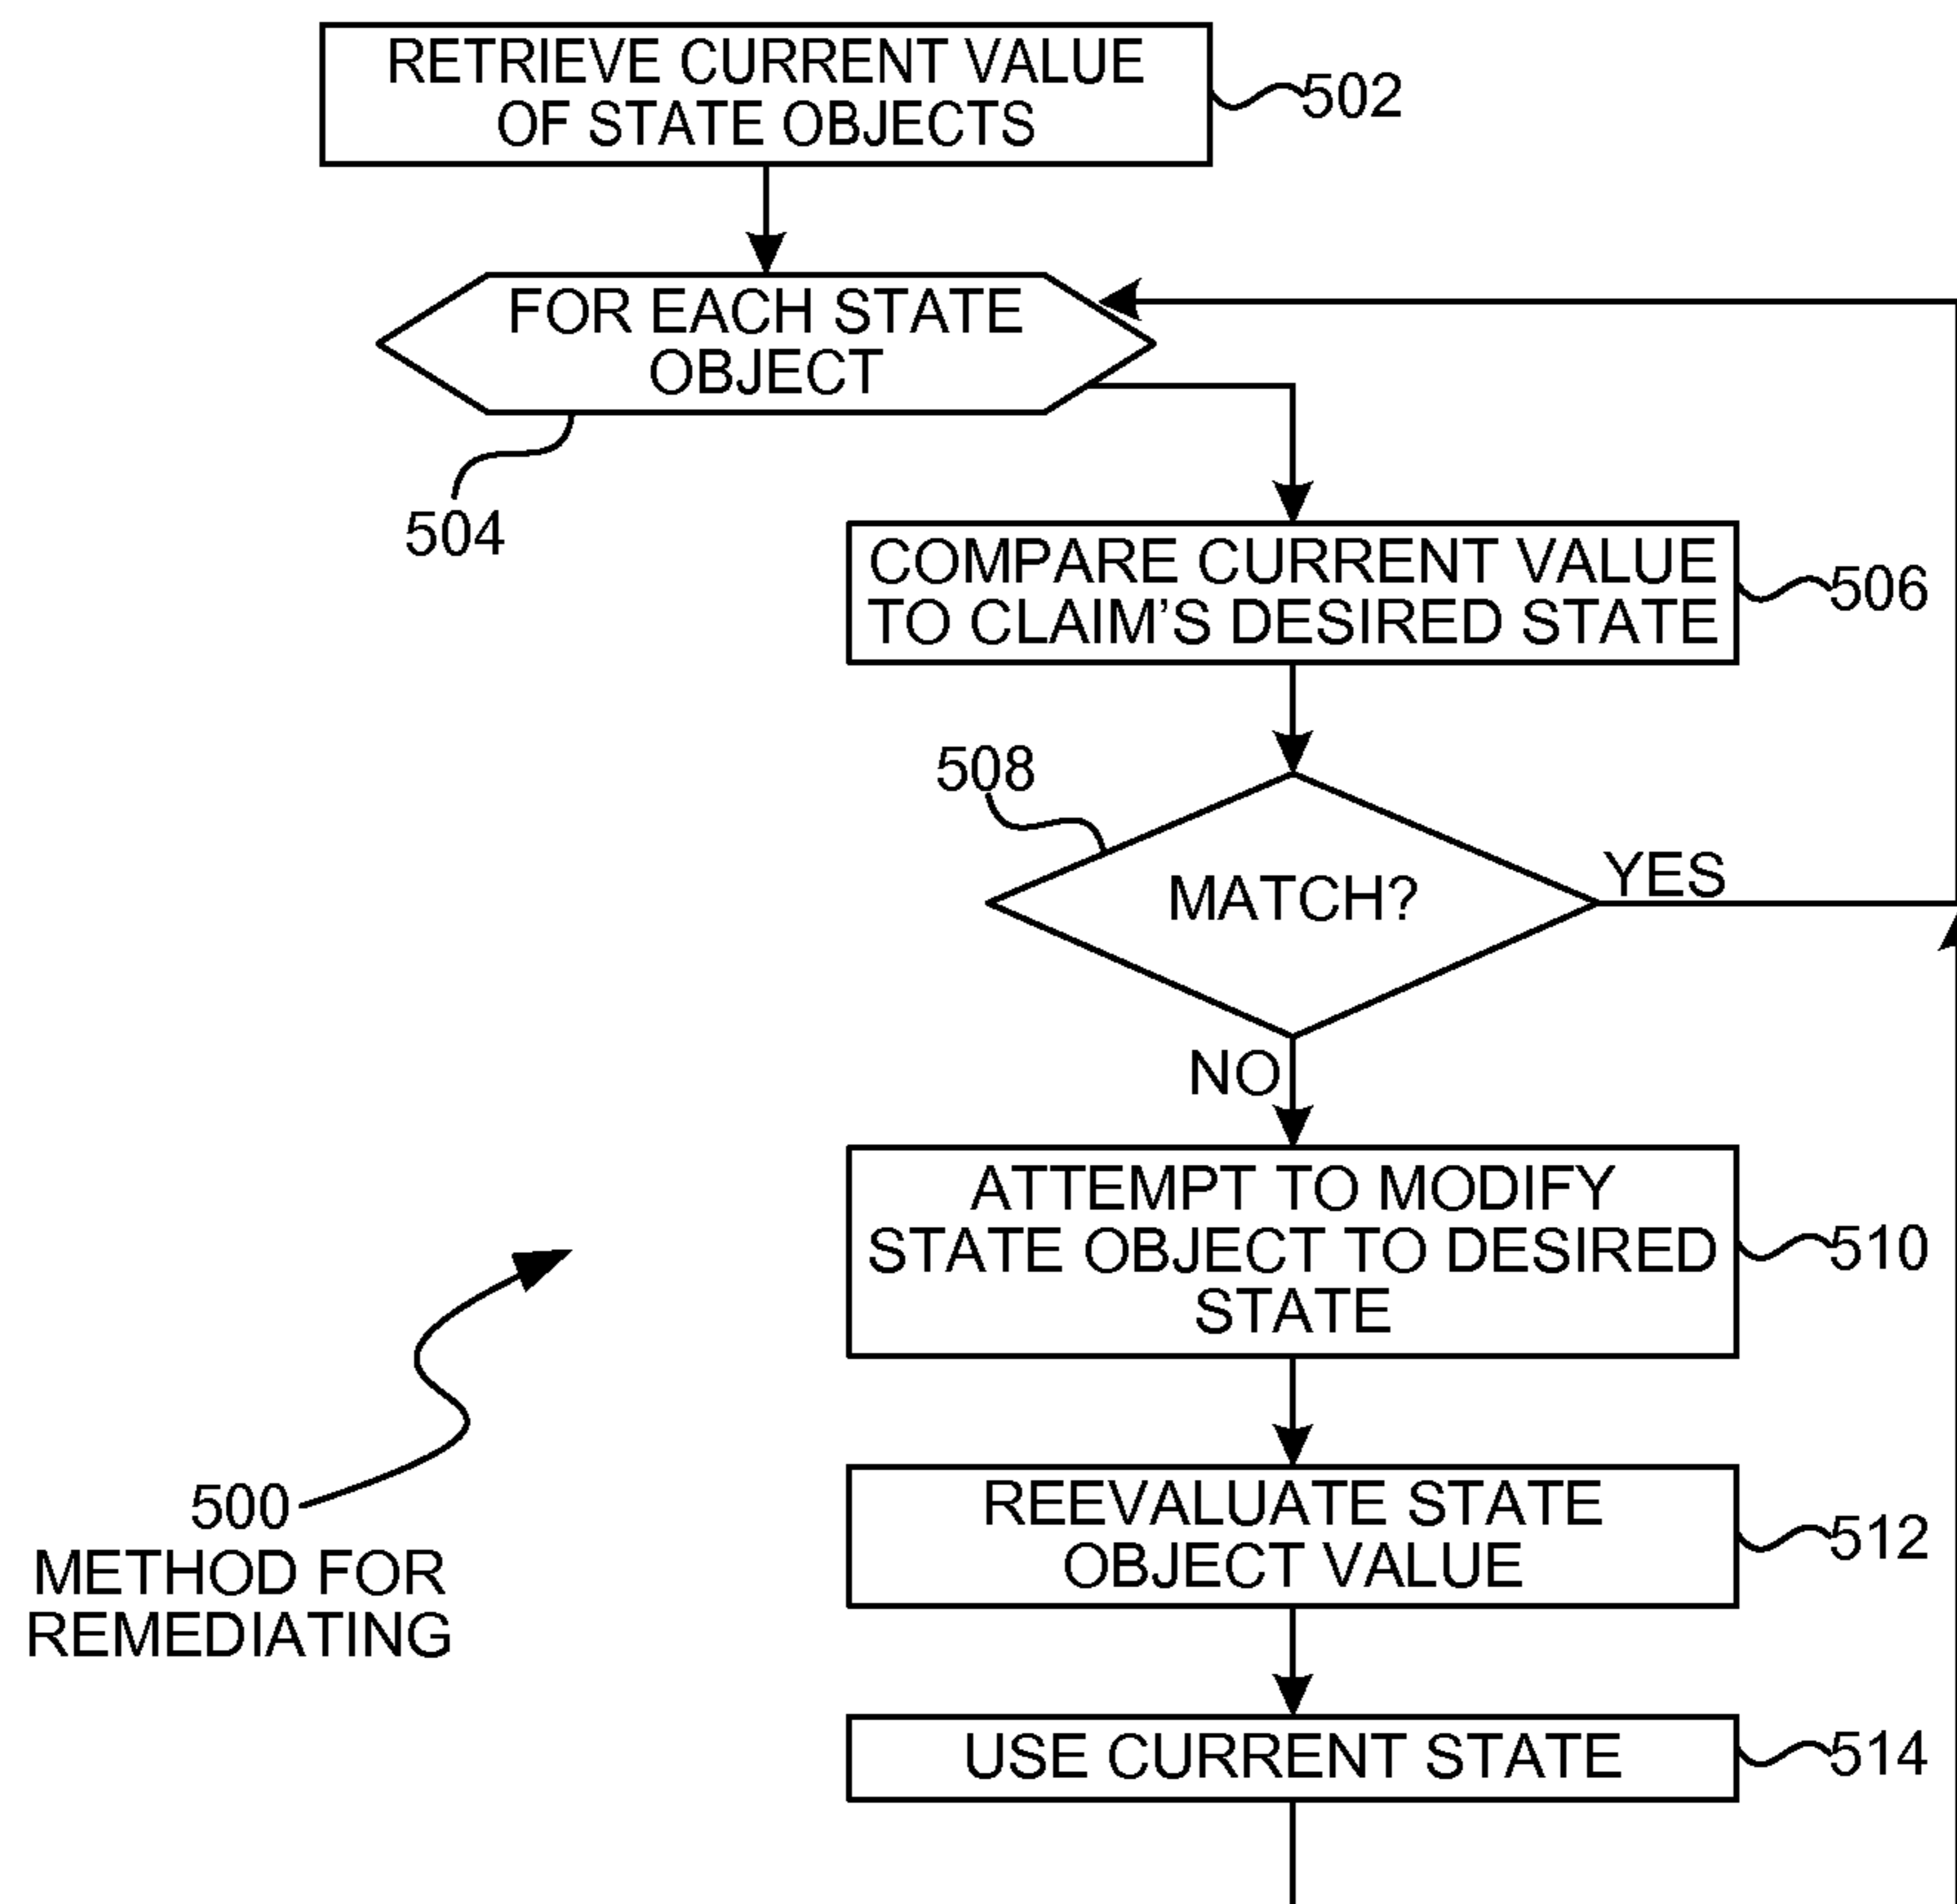 RETRIEVE CURRENT VALUE
OF STATE OBJECTS
502
FOR EACH STATE
OBJECT
504
COMPARE CURRENT VALUE
TO CLAIM'S DESIRED STATE
506
508
MATCH?
YES
NO
ATTEMPT TO MODIFY
STATE OBJECT TO DESIRED
STATE
510
REEVALUATE STATE
OBJECT VALUE
512
USE CURRENT STATE
514
500
METHOD FOR
REMEDIATING